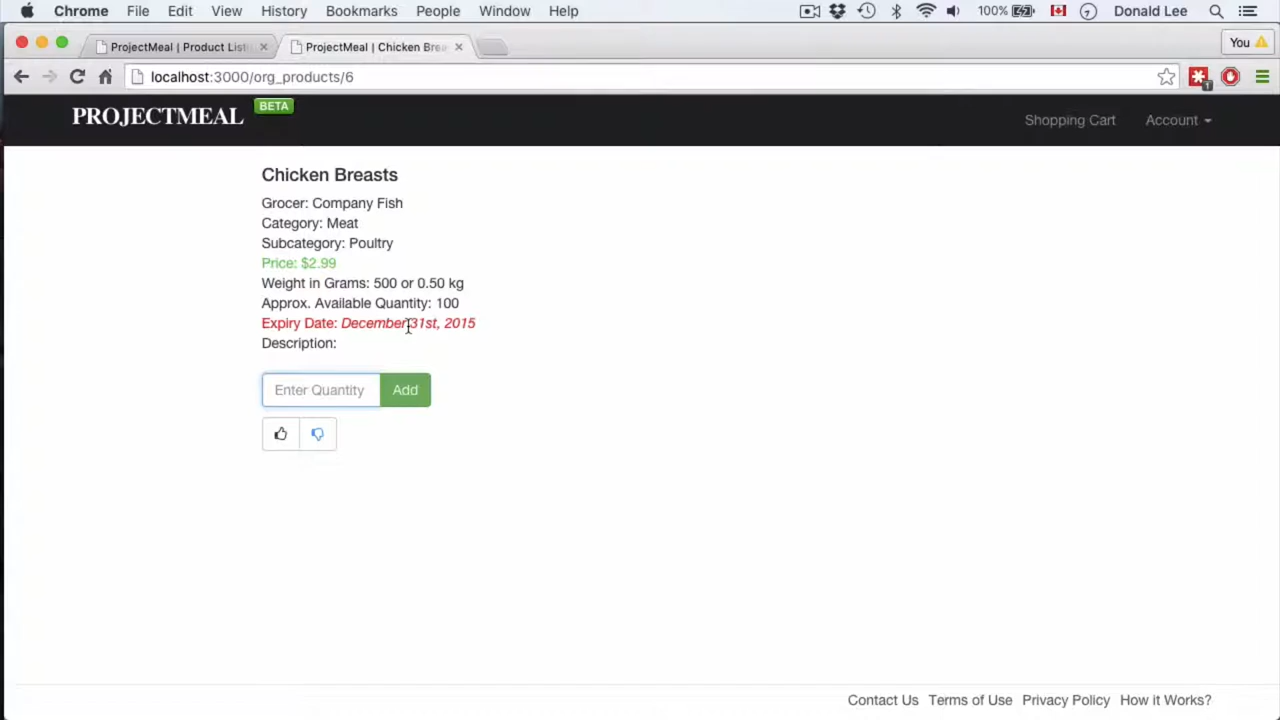 Chrome File Edit View History Bookmarks People Window Help 100% Donald Lee
ProjectMeal | Product List ProjectMeal | Chicken Brea You
localhost:3000/org_products/6 1
PROJECTMEAL BETA Shopping Cart Account
Chicken Breasts
Grocer: Company Fish
Category: Meat
Subcategory: Poultry
Price: $2.99
Weight in Grams: 500 or 0.50 kg
Approx. Available Quantity: 100
Expiry Date: December 31st, 2015
Description:
Enter Quantity Add
Contact Us Terms of Use Privacy Policy How it Works?